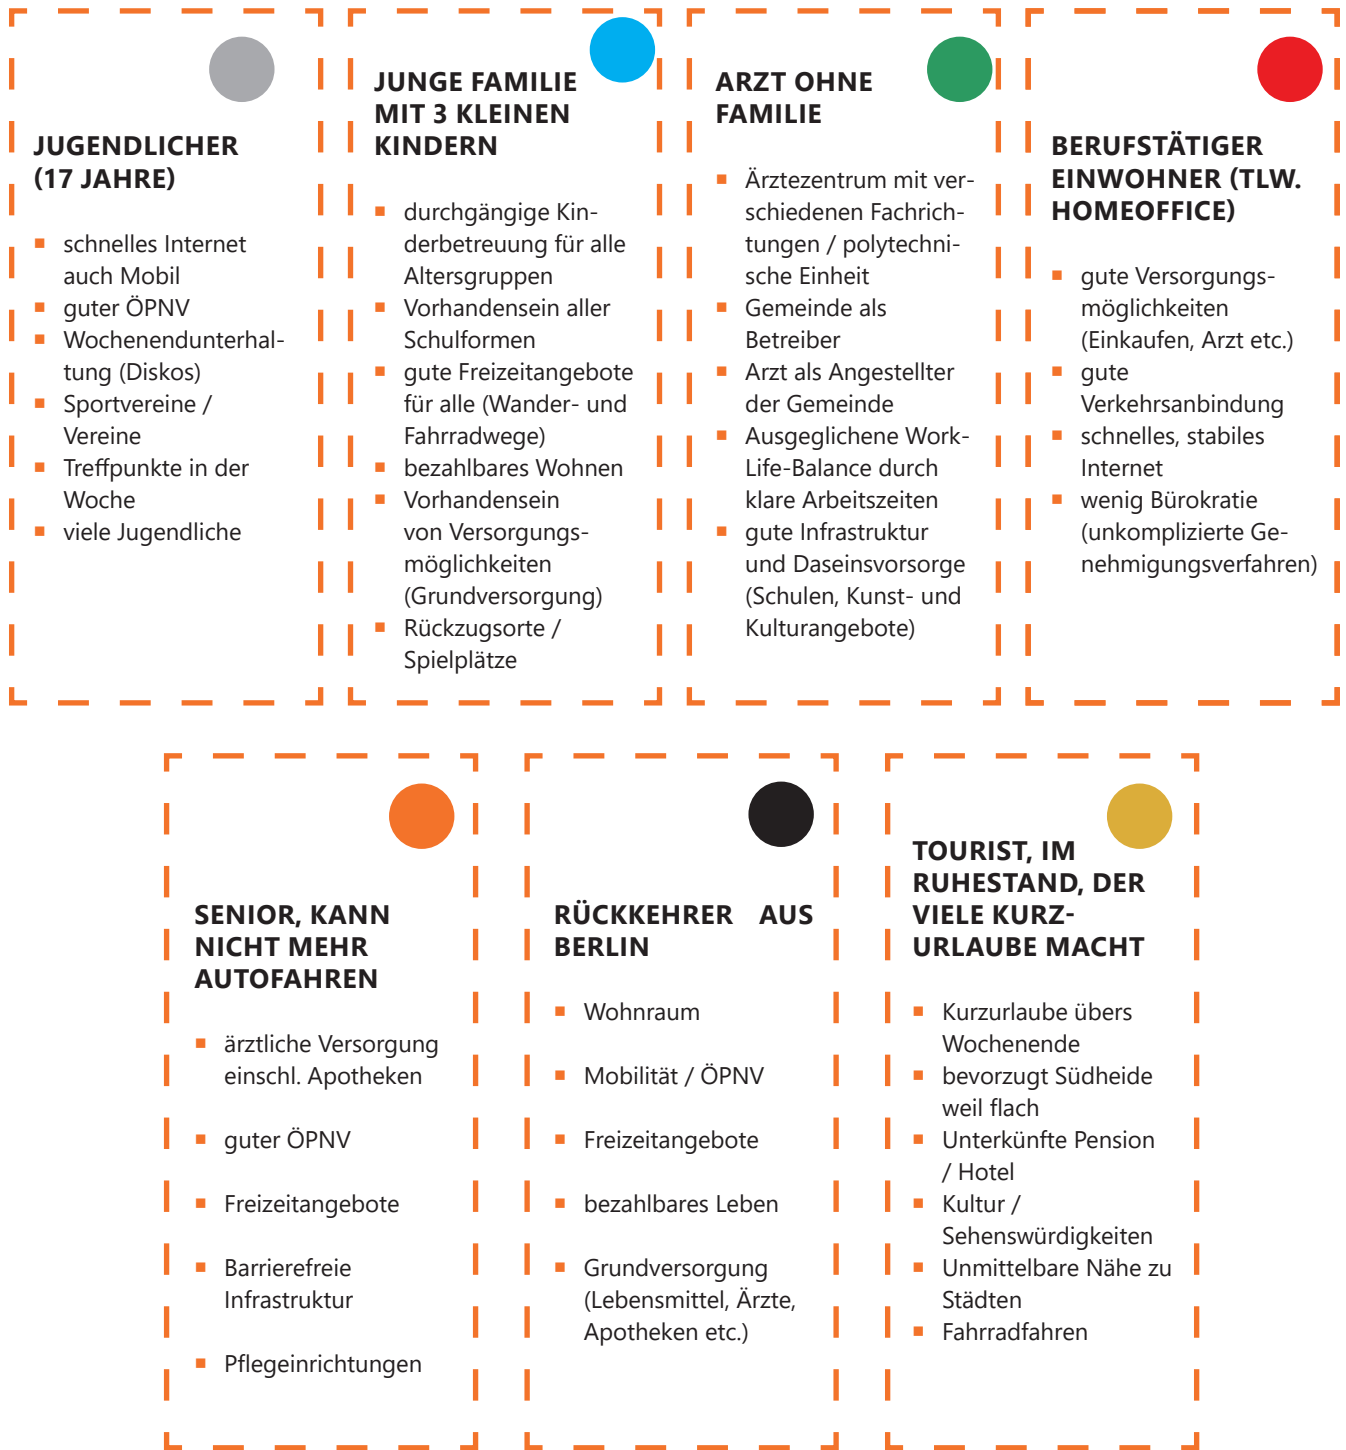 JUGENDLICHER
(17 JAHRE)
schnelles Internet
auch Mobil
guter ÖPNV
Wochenendunterhal-
tung (Diskos)
Sportvereine /
Vereine
Treffpunkte in der
Woche
viele Jugendliche
JUNGE FAMILIE
MIT 3 KLEINEN
KINDERN
durchgängige Kin-
derbetreuung für alle
Altersgruppen
Vorhandensein aller
Schulformen
gute Freizeitangebote
für alle (Wander- und
Fahrradwege)
bezahlbares Wohnen
Vorhandensein
von Versorgungs-
möglichkeiten
(Grundversorgung)
Rückzugsorte /
Spielplätze
ARZT OHNE
FAMILIE
Ärztezentrum mit ver-
schiedenen Fachrich-
tungen / polytechni-
sche Einheit
Gemeinde als
Betreiber
Arzt als Angestellter
der Gemeinde
Ausgeglichene Work-
Life-Balance durch
klare Arbeitszeiten
gute Infrastruktur
und Daseinsvorsorge
(Schulen, Kunst- und
Kulturangebote)
BERUFSTÄTIGER
EINWOHNER (TLW.
HOMEOFFICE)
gute Versorgungs-
möglichkeiten
(Einkaufen, Arzt etc.)
gute
Verkehrsanbindung
schnelles, stabiles
Internet
wenig Bürokratie
(unkomplizierte Ge-
nehmigungsverfahren)
SENIOR, KANN
NICHT MEHR
AUTOFAHREN
ärztliche Versorgung
einschl. Apotheken
guter ÖPNV
Freizeitangebote
Barrierefreie
Infrastruktur
Pflegeinrichtungen
RÜCKKEHRER AUS
BERLIN
Wohnraum
Mobilität / ÖPNV
Freizeitangebote
bezahlbares Leben
Grundversorgung
(Lebensmittel, Ärzte,
Apotheken etc.)
TOURIST, IM
RUHESTAND, DER
VIELE KURZ-
URLAUBE MACHT
Kurzurlaube übers
Wochenende
bevorzugt Südheide
weil flach
Unterkünfte Pension
/ Hotel
Kultur /
Sehenswürdigkeiten
Unmittelbare Nähe zu
Städten
Fahrradfahren